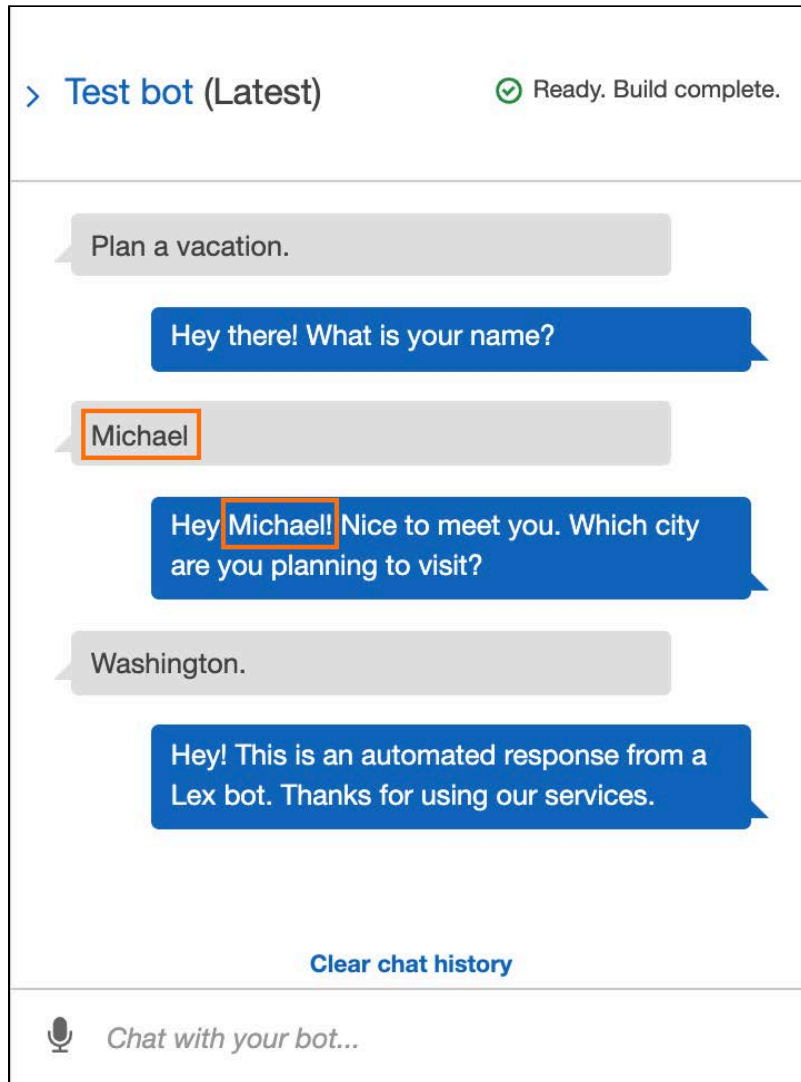 Test bot (Latest)
Ready. Build complete.
Plan a vacation.
Hey there! What is your name?
Michael
Hey Michael! Nice to meet you. Which city
are you planning to visit?
Washington.
Hey! This is an automated response from a
Lex bot. Thanks for using our services.
Clear chat history
Chat with your bot...